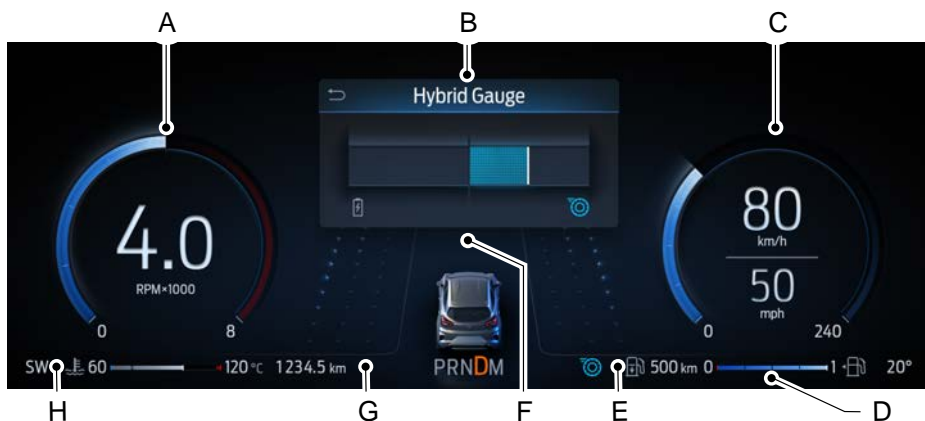 A B C
Hybrid Gauge
4.0
RPM×1000
0 8
80
km/h
50
mph
0 240
SW 60 120 °C 1234.5 km PRNDM 500 km 0 1 20°
H G F E D